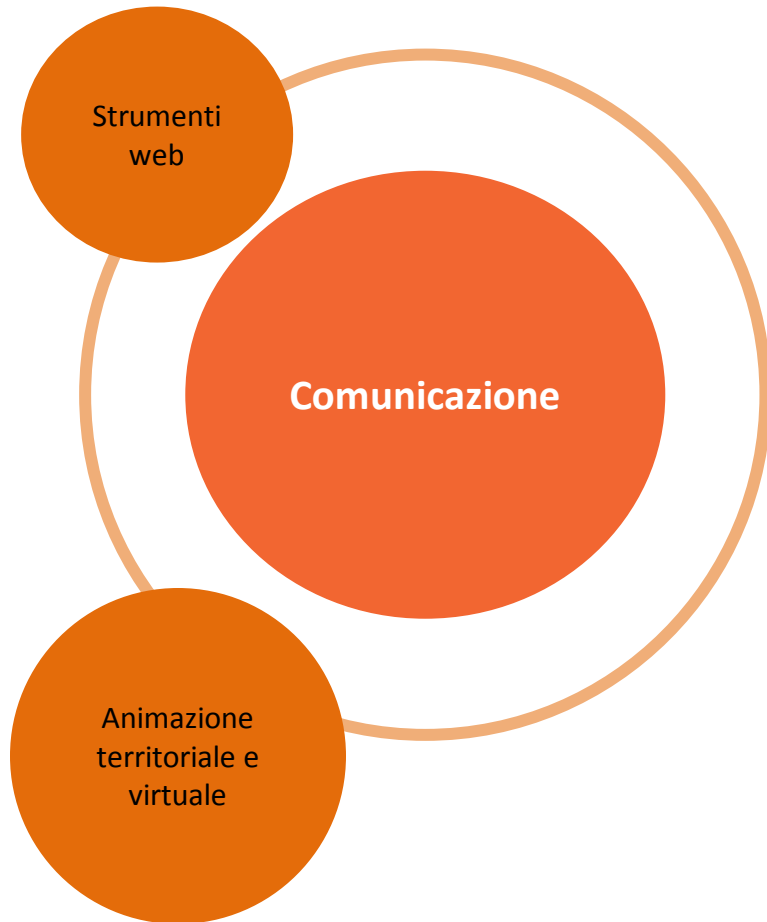 Strumenti
web
Comunicazione
Animazione
territoriale e
virtuale